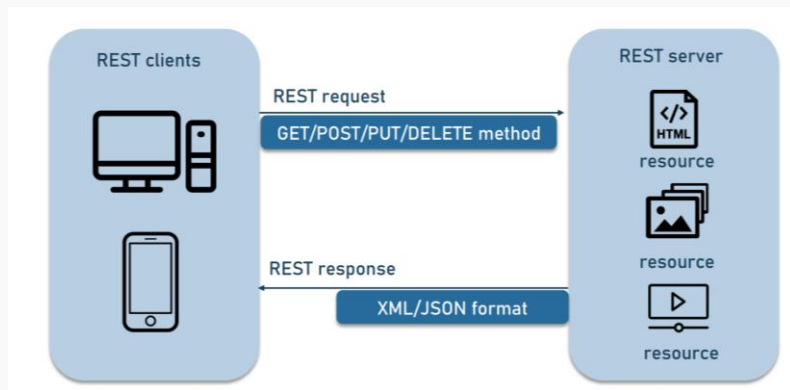 REST clients
REST server
REST request
GET/POST/PUT/DELETE method
</>
HTML
resource
resource
REST response
XML/JSON format
resource